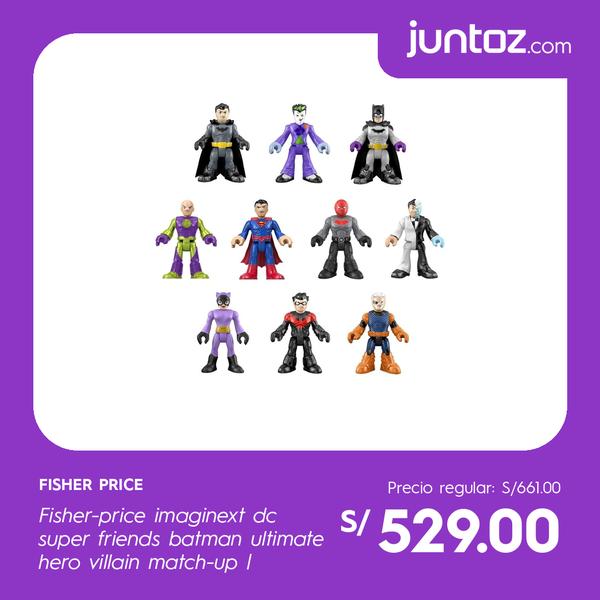 juntoz.com
FISHER PRICE
Fisher-price imaginext dc
super friends batman ultimate
hero villain match-up l
Precio regular: S/661.00
S/ 529.00